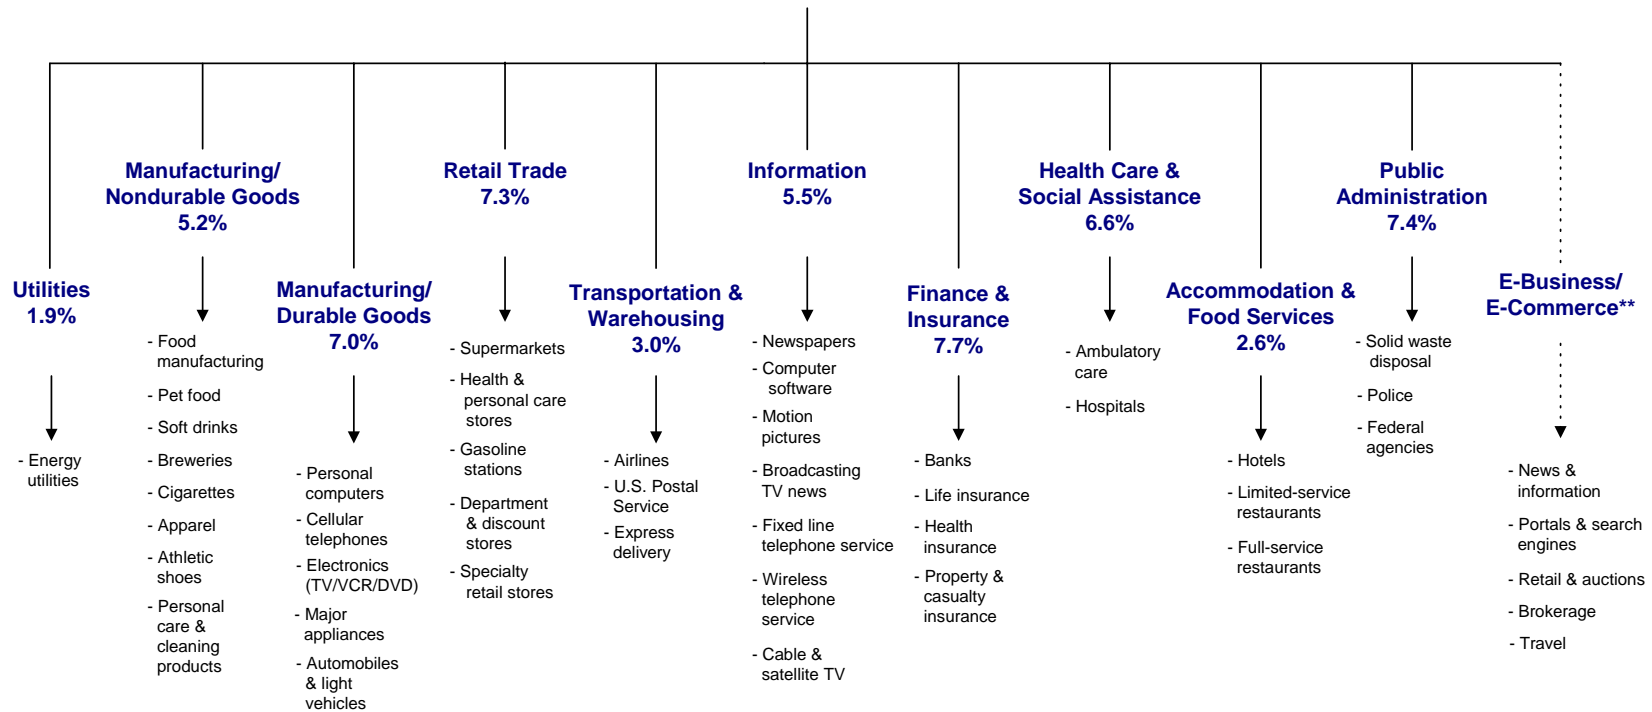 Utilities
1.9%
- Energy
utilities
Manufacturing/
Nondurable Goods
5.2%
- Food
manufacturing
- Pet food
- Soft drinks
- Breweries
- Cigarettes
- Apparel
- Athletic
shoes
- Personal
care &
cleaning
products
Manufacturing/
Durable Goods
7.0%
- Personal
computers
- Cellular
telephones
- Electronics
(TV/VCR/DVD)
- Major
appliances
- Automobiles
& light
vehicles
Retail Trade
7.3%
- Supermarkets
- Health &
personal care
stores
- Gasoline
stations
- Department
& discount
stores
- Specialty
retail stores
Transportation &
Warehousing
3.0%
- Airlines
- U.S. Postal
Service
- Express
delivery
Information
5.5%
- Newspapers
- Computer
software
- Motion
pictures
- Broadcasting
TV news
- Fixed line
telephone service
- Wireless
telephone
service
- Cable &
satellite TV
Finance &
Insurance
7.7%
- Banks
- Life insurance
- Health
insurance
- Property &
casualty
insurance
Health Care &
Social Assistance
6.6%
- Ambulatory
care
- Hospitals
Accommodation &
Food Services
2.6%
- Hotels
- Limited-service
restaurants
- Full-service
restaurants
Public
Administration
7.4%
- Solid waste
disposal
- Police
- Federal
agencies
E-Business/
E-Commerce**
- News &
information
- Portals & search
engines
- Retail & auctions
- Brokerage
- Travel